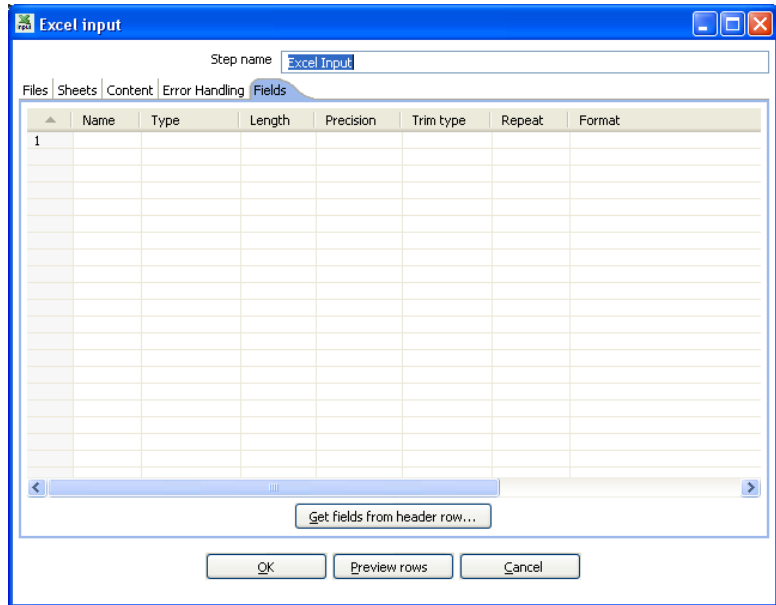 Excel input
Step name Excel Input
Files Sheets Content Error Handling Fields
Name Type Length Precision Trim type Repeat Format
1
Get fields from header row...
OK Preview rows Cancel